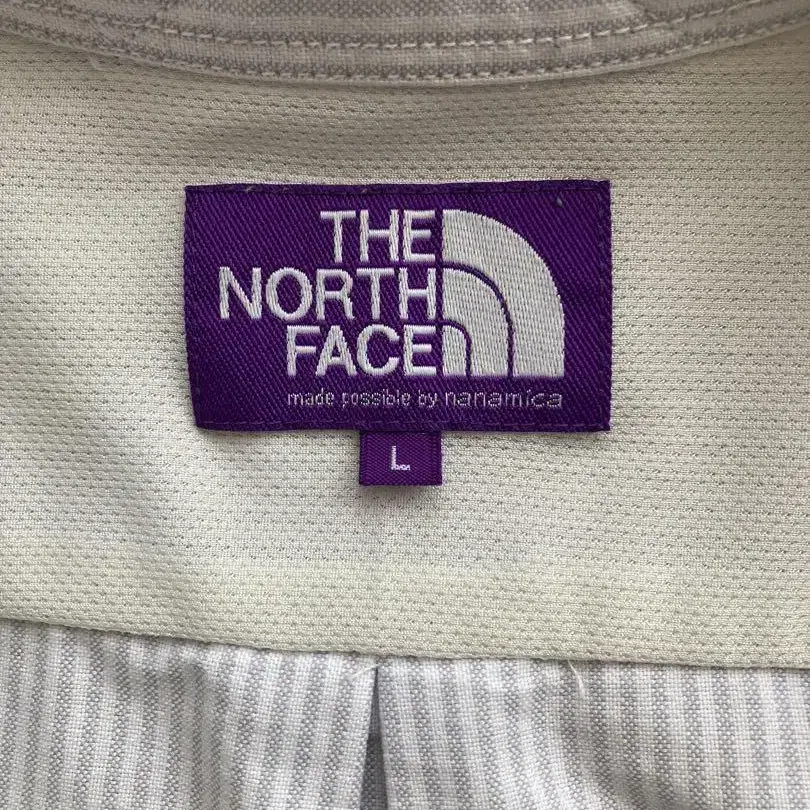 THE
NORTH
FACE
made possible by nanamica
L